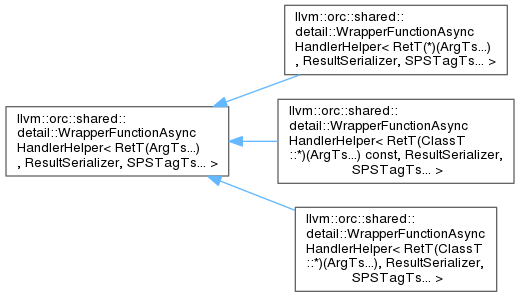 llvm::orc::shared::
detail::WrapperFunctionAsync
HandlerHelper< RetT(*)(ArgTs...)
, ResultSerializer, SPSTagTs... >
llvm::orc::shared::
detail::WrapperFunctionAsync
HandlerHelper< RetT(ArgTs...)
, ResultSerializer, SPSTagTs... >
llvm::orc::shared::
detail::WrapperFunctionAsync
HandlerHelper< RetT(ClassT
::*)(ArgTs...) const, ResultSerializer,
SPSTagTs... >
llvm::orc::shared::
detail::WrapperFunctionAsync
HandlerHelper< RetT(ClassT
::*)(ArgTs...), ResultSerializer,
SPSTagTs... >